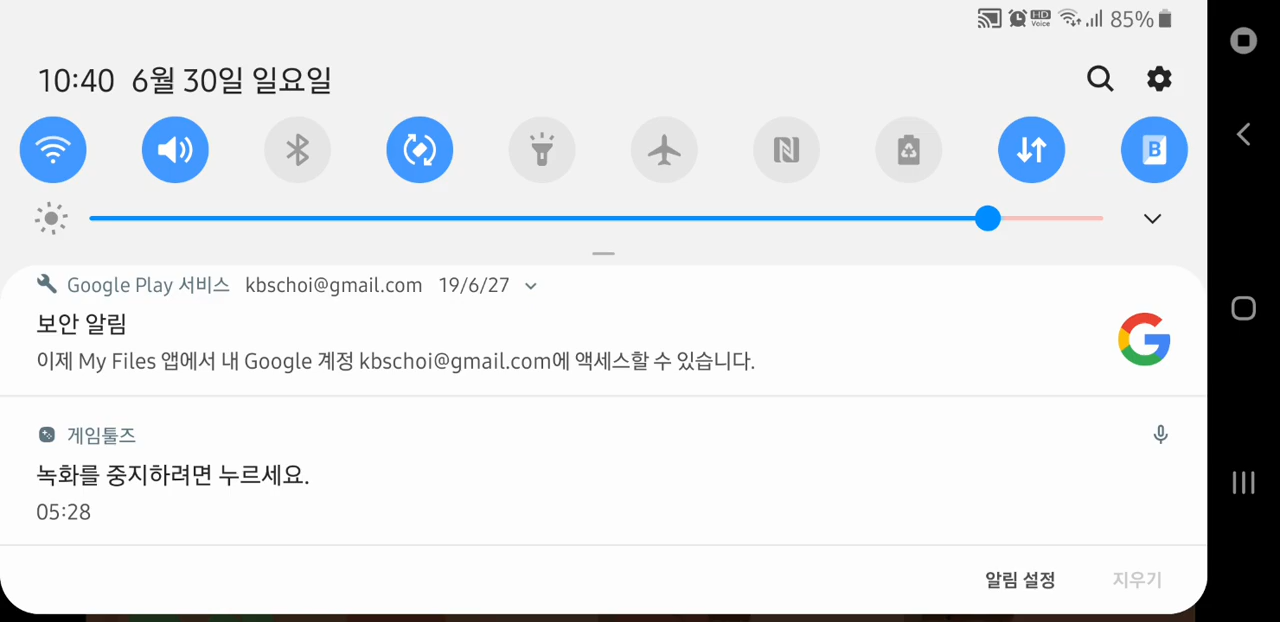 HD Voice 85%
10:40 6월 30일 일요일
B
Google Play 서비스 kbschoi@gmail.com 19/6/27
보안 알림
이제 My Files 앱에서 내 Google 계정 kbschoi@gmail.com에 액세스할 수 있습니다.
게임툴즈
녹화를 중지하려면 누르세요.
05:28
알림 설정 지우기